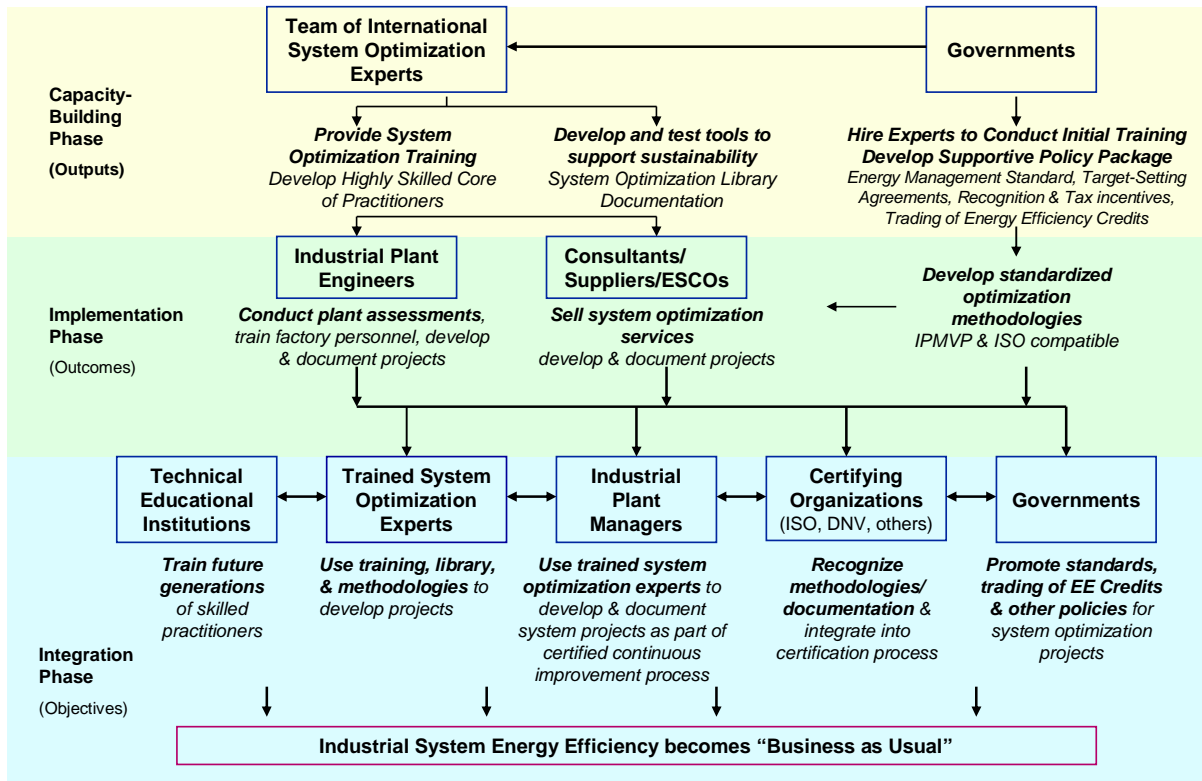 Team of International
System Optimization
Experts
Governments
Capacity-
Building
Phase
(Outputs)
Provide System
Optimization Training
Develop Highly Skilled Core
of Practitioners
Develop and test tools to
support sustainability
System Optimization Library
Documentation
Hire Experts to Conduct Initial Training
Develop Supportive Policy Package
Energy Management Standard, Target-Setting
Agreements, Recognition & Tax incentives,
Trading of Energy Efficiency Credits
Implementation
Phase
(Outcomes)
Industrial Plant
Engineers
Conduct plant assessments,
train factory personnel, develop
& document projects
Consultants/
Suppliers/ESCOs
Sell system optimization
services
develop & document projects
Develop standardized
optimization
methodologies
IPMVP & ISO compatible
Technical
Educational
Institutions
Trained System
Optimization
Experts
Industrial
Plant
Managers
Certifying
Organizations
(ISO, DNV, others)
Governments
Integration
Phase
(Objectives)
Train future
generations
of skilled
practitioners
Use training, library,
& methodologies to
develop projects
Use trained system
optimization experts to
develop & document
system projects as part of
certified continuous
improvement process
Recognize
methodologies/
documentation &
integrate into
certification process
Promote standards,
trading of EE Credits
& other policies for
system optimization
projects
Industrial System Energy Efficiency becomes “Business as Usual”